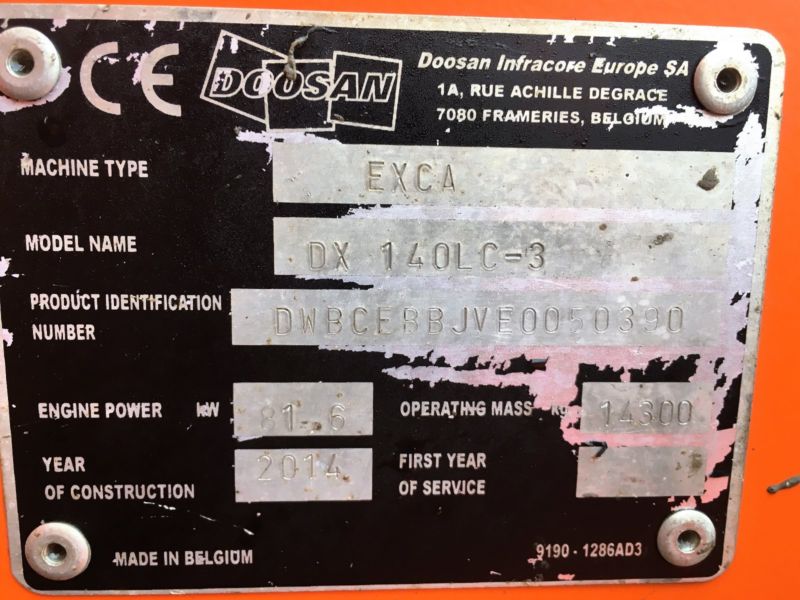 CE DOOSAN Doosan Infracore Europe SA
1A, RUE ACHILLE DEGRACE
7080 FRAMERIES, BELGIUM
MACHINE TYPE EXCA
MODEL NAME DX 140LC-3
PRODUCT IDENTIFICATION
NUMBER DWBCEBBJVE0050390
ENGINE POWER kW 81.6 OPERATING MASS kg 14300
YEAR
OF CONSTRUCTION 2014 FIRST YEAR
OF SERVICE
MADE IN BELGIUM 9190 - 1286AD3